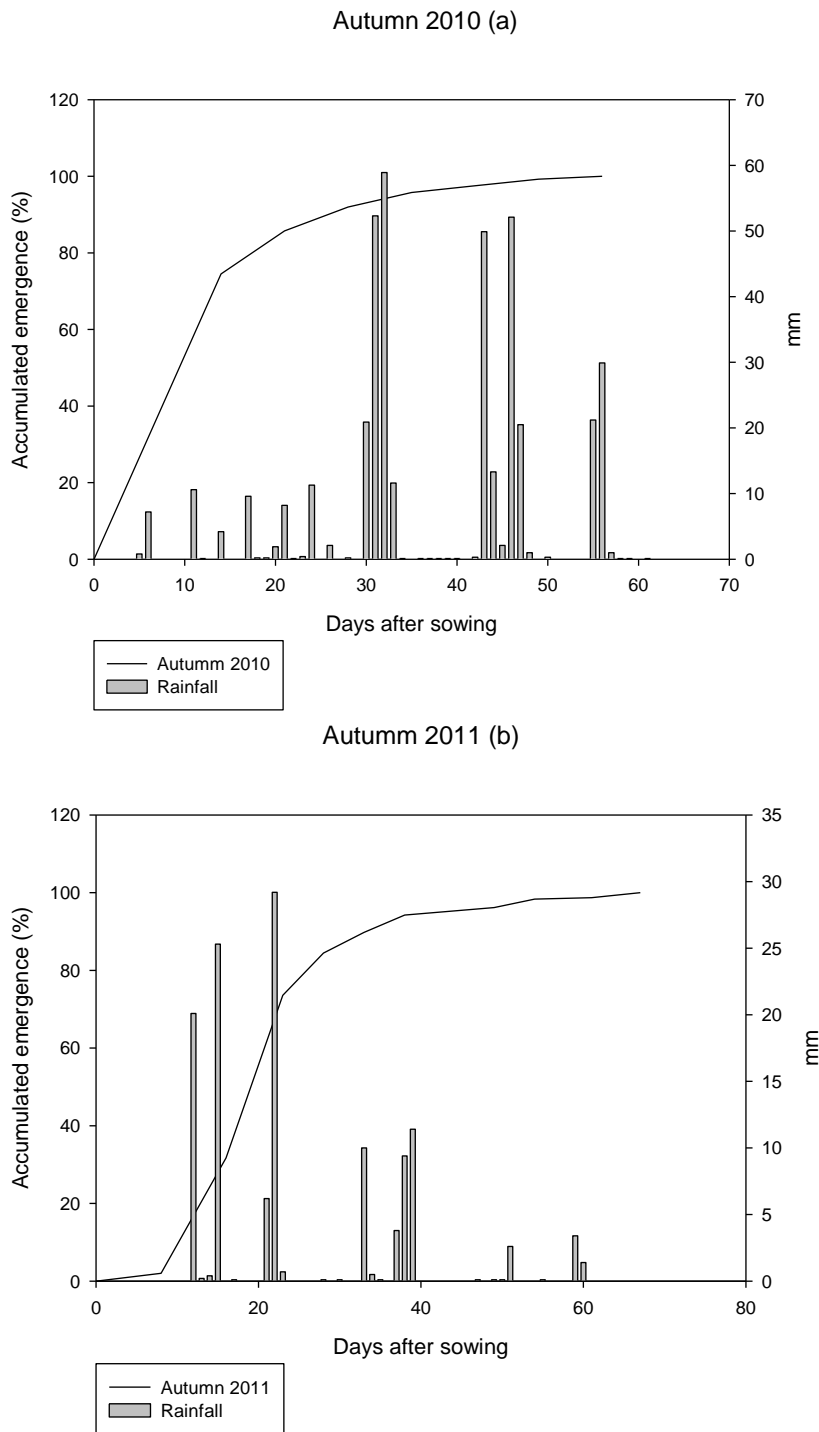 Autumn 2010 (a)
120
100
80
60
40
20
0
Accumulated emergence (%)
70
60
50
40
30
20
10
0
mm
0 10 20 30 40 50 60 70
Days after sowing
Autumm 2010
Rainfall
Autumm 2011 (b)
120
100
80
60
40
20
0
Accumulated emergence (%)
35
30
25
20
15
10
5
0
mm
0 20 40 60 80
Days after sowing
Autumn 2011
Rainfall